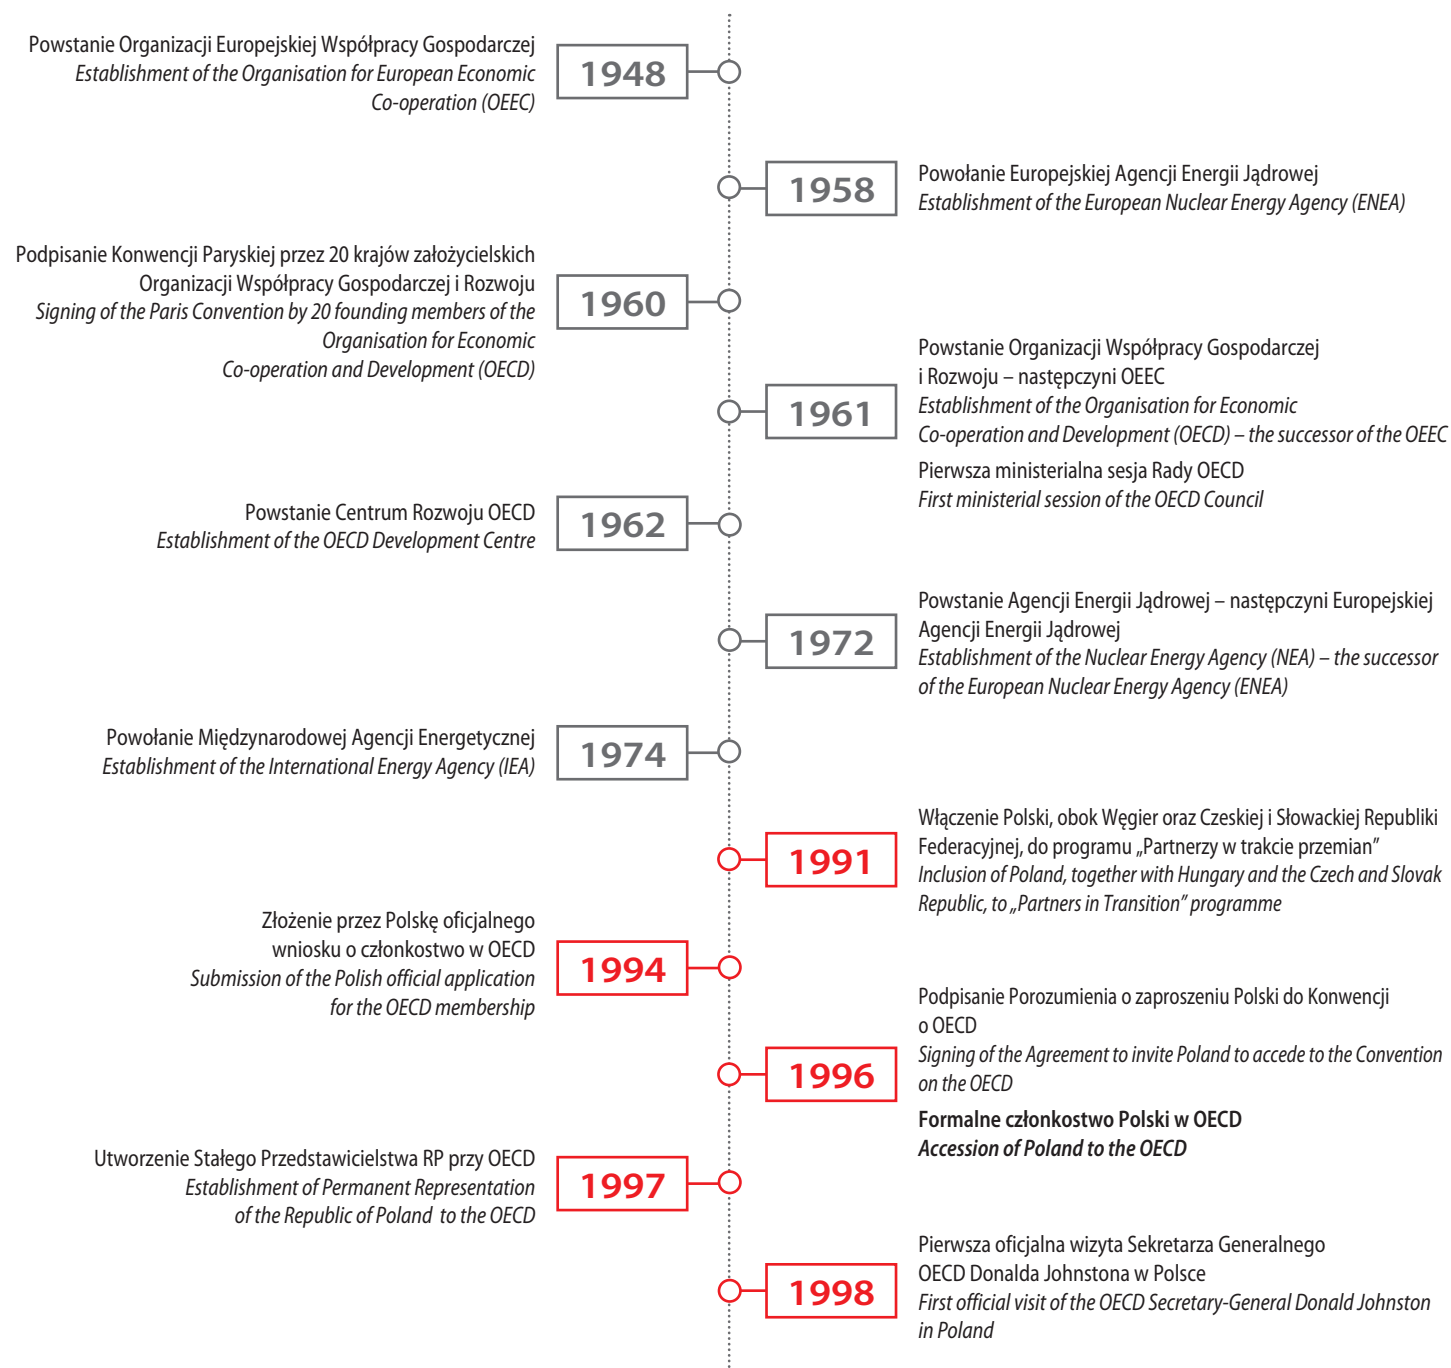 Powstanie Organizacji Europejskiej Współpracy Gospodarczej
Establishment of the Organisation for European Economic
Co-operation (OEEC)
1948
1958
Powołanie Europejskiej Agencji Energii Jądrowej
Establishment of the European Nuclear Energy Agency (ENEA)
Podpisanie Konwencji Paryskiej przez 20 krajów założycielskich
Organizacji Współpracy Gospodarczej i Rozwoju
Signing of the Paris Convention by 20 founding members of the
Organisation for Economic
Co-operation and Development (OECD)
1960
1961
Powstanie Organizacji Współpracy Gospodarczej
i Rozwoju – następczyni OEEC
Establishment of the Organisation for Economic
Co-operation and Development (OECD) – the successor of the OEEC
Pierwsza ministerialna sesja Rady OECD
First ministerial session of the OECD Council
Powstanie Centrum Rozwoju OECD
Establishment of the OECD Development Centre
1962
1972
Powstanie Agencji Energii Jądrowej – następczyni Europejskiej
Agencji Energii Jądrowej
Establishment of the Nuclear Energy Agency (NEA) – the successor
of the European Nuclear Energy Agency (ENEA)
Powołanie Międzynarodowej Agencji Energetycznej
Establishment of the International Energy Agency (IEA)
1974
1991
Włączenie Polski, obok Węgier oraz Czeskiej i Słowackiej Republiki
Federacyjnej, do programu „Partnerzy w trakcie przemian”
Inclusion of Poland, together with Hungary and the Czech and Slovak
Republic, to „Partners in Transition” programme
Złożenie przez Polskę oficjalnego
wniosku o członkostwo w OECD
Submission of the Polish official application
for the OECD membership
1994
1996
Podpisanie Porozumienia o zaproszeniu Polski do Konwencji
o OECD
Signing of the Agreement to invite Poland to accede to the Convention
on the OECD
Formalne członkostwo Polski w OECD
Accession of Poland to the OECD
Utworzenie Stałego Przedstawicielstwa RP przy OECD
Establishment of Permanent Representation
of the Republic of Poland to the OECD
1997
1998
Pierwsza oficjalna wizyta Sekretarza Generalnego
OECD Donalda Johnstona w Polsce
First official visit of the OECD Secretary-General Donald Johnston
in Poland